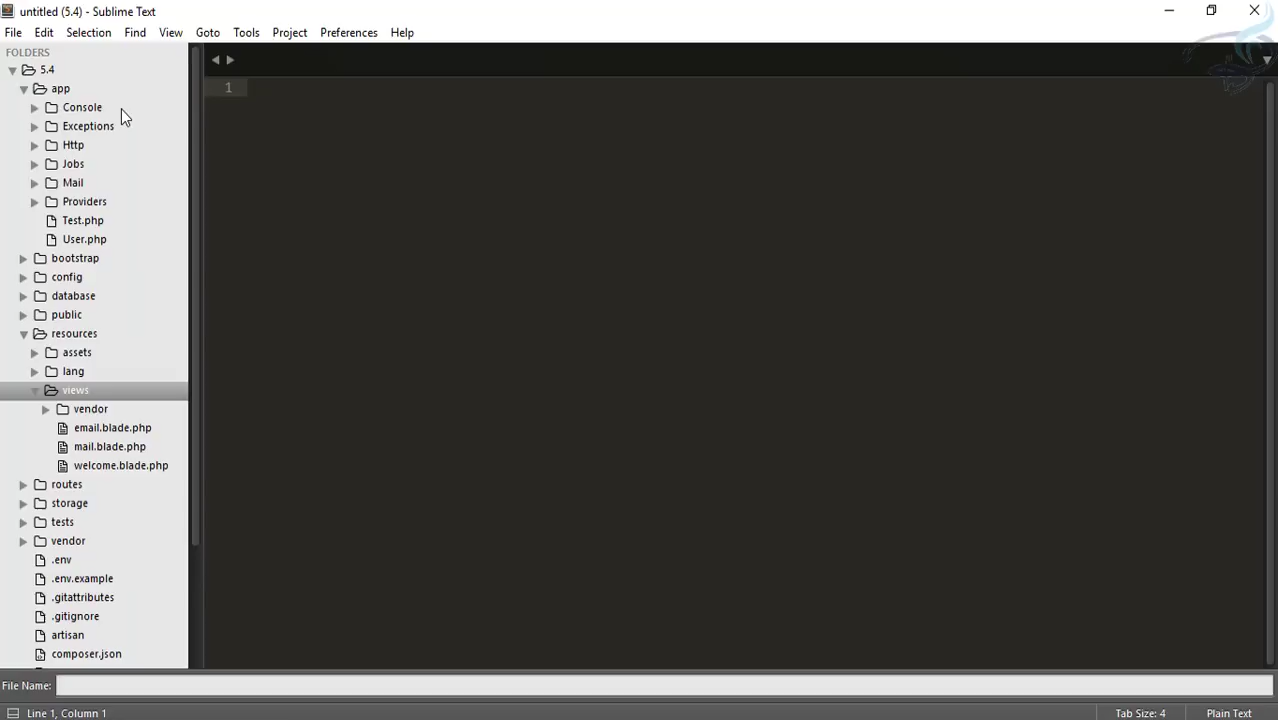 untitled (5.4) - Sublime Text
File Edit Selection Find View Goto Tools Project Preferences Help
FOLDERS
5.4
app
Console
Exceptions
Http
Jobs
Mail
Providers
Test.php
User.php
bootstrap
config
database
public
resources
assets
lang
views
vendor
email.blade.php
mail.blade.php
welcome.blade.php
routes
storage
tests
vendor
.env
.env.example
.gitattributes
.gitignore
artisan
composer.json
1
File Name:
Line 1, Column 1 Tab Size: 4 Plain Text